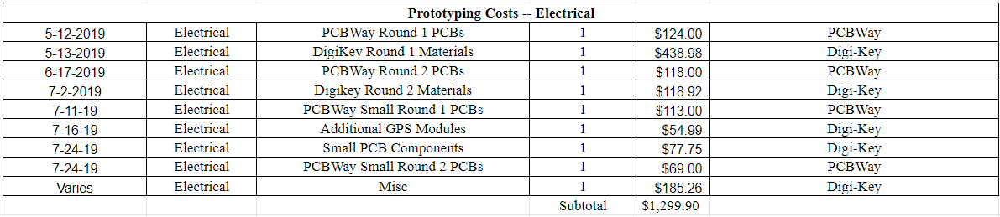 Prototyping Costs -- Electrical
5-12-2019 Electrical PCBWay Round 1 PCBs 1 $124.00 PCBWay
5-13-2019 Electrical DigiKey Round 1 Materials 1 $438.98 Digi-Key
6-17-2019 Electrical PCBWay Round 2 PCBs 1 $118.00 PCBWay
7-2-2019 Electrical Digikey Round 2 Materials 1 $118.92 Digi-Key
7-11-19 Electrical PCBWay Small Round 1 PCBs 1 $113.00 PCBWay
7-16-19 Electrical Additional GPS Modules 1 $54.99 Digi-Key
7-24-19 Electrical Small PCB Components 1 $77.75 Digi-Key
7-24-19 Electrical PCBWay Small Round 2 PCBs 1 $69.00 PCBWay
Varies Electrical Misc 1 $185.26 Digi-Key
Subtotal $1,299.90